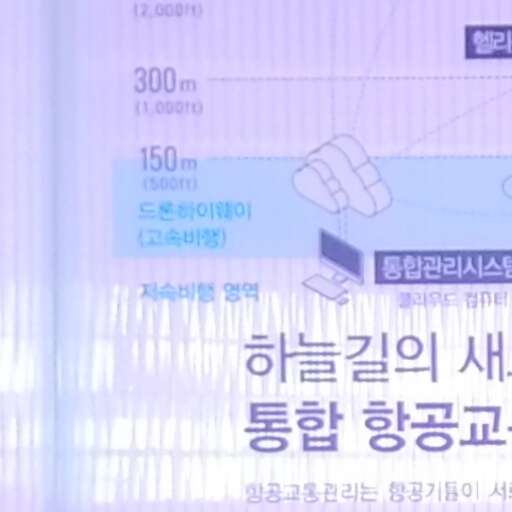 (2,000ft)
헬리
300m
(1,000ft)
150m
(500ft)
드론하이웨이
(고속비행)
통합관리시스템
저속비행 영역
클라우드 컴퓨터
하늘길의 새
통합 항공교
항공교통관리는 항공기들이 서